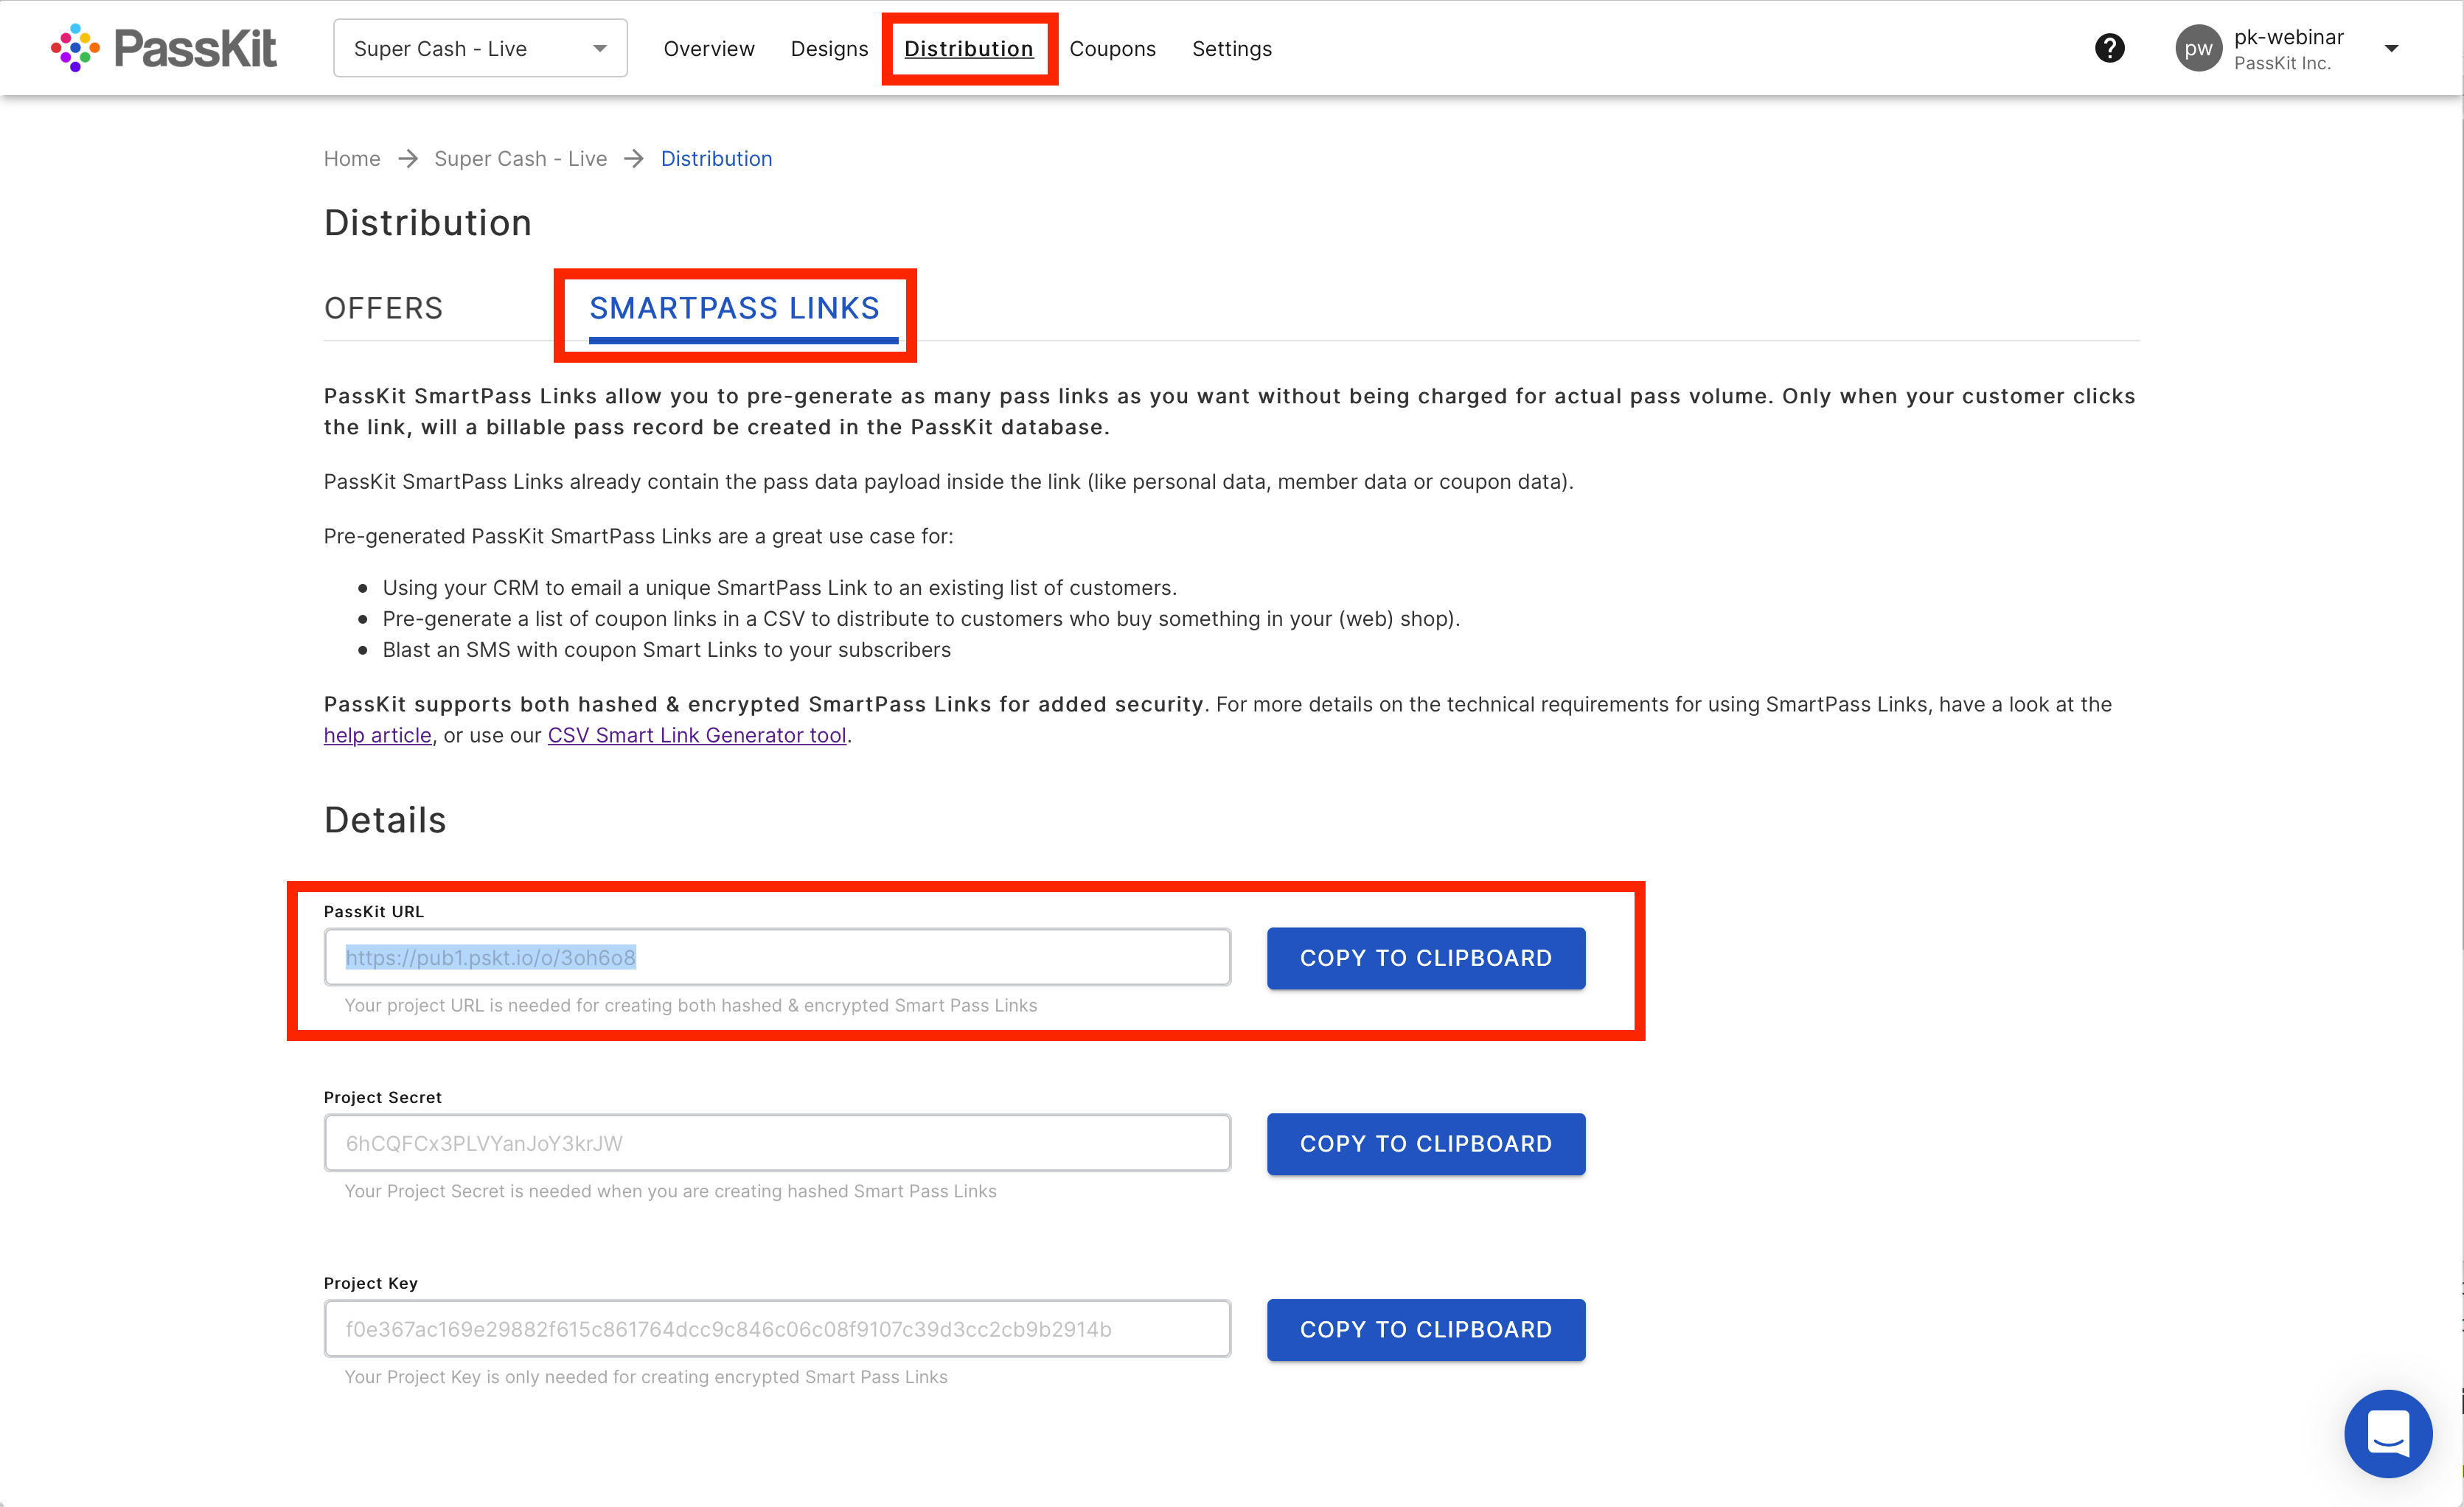 PassKit
Super Cash - Live
Overview
Designs
Distribution
Coupons
Settings
?
pw
pk-webinar
PassKit Inc.
Home → Super Cash - Live → Distribution
Distribution
OFFERS
SMARTPASS LINKS
PassKit SmartPass Links allow you to pre-generate as many pass links as you want without being charged for actual pass volume. Only when your customer clicks
the link, will a billable pass record be created in the PassKit database.
PassKit SmartPass Links already contain the pass data payload inside the link (like personal data, member data or coupon data).
Pre-generated PassKit SmartPass Links are a great use case for:
● Using your CRM to email a unique SmartPass Link to an existing list of customers.
● Pre-generate a list of coupon links in a CSV to distribute to customers who buy something in your (web) shop).
● Blast an SMS with coupon Smart Links to your subscribers
PassKit supports both hashed & encrypted SmartPass Links for added security. For more details on the technical requirements for using SmartPass Links, have a look at the
help article, or use our CSV Smart Link Generator tool.
Details
PassKit URL
https://pub1.pskt.io/o/3oh6o8
COPY TO CLIPBOARD
Your project URL is needed for creating both hashed & encrypted Smart Pass Links
Project Secret
6hCQFCx3PLVYanJoY3krJW
COPY TO CLIPBOARD
Your Project Secret is needed when you are creating hashed Smart Pass Links
Project Key
f0e367ac169e29882f615c861764dcc9c846c06c08f9107c39d3cc2cb9b2914b
COPY TO CLIPBOARD
Your Project Key is only needed for creating encrypted Smart Pass Links